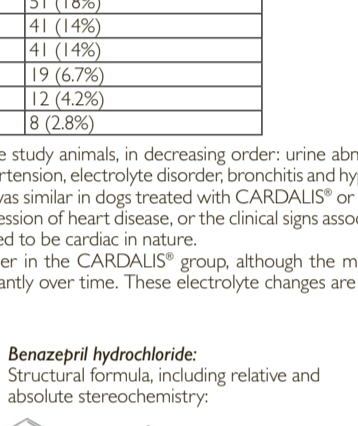 51 (18%)
41 (14%)
41 (14%)
19 (6.7%)
12 (4.2%)
8 (2.8%)
e study animals, in decreasing order: urine abn
rtension, electrolyte disorder, bronchitis and hy
was similar in dogs treated with CARDALIS® or
ession of heart disease, or the clinical signs asso
ed to be cardiac in nature.
er in the CARDALIS® group, although the m
antly over time. These electrolyte changes are
Benazepril hydrochloride:
Structural formula, including relative and
absolute stereochemistry: